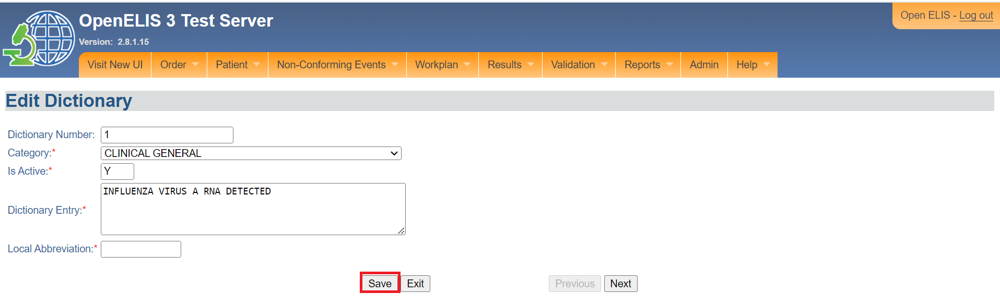 OpenELIS 3 Test Server
Open ELIS - Log out
Version: 2.8.1.15
Visit New UI Order Patient Non-Conforming Events Workplan Results Validation Reports Admin Help
Edit Dictionary
Dictionary Number: 1
Category:* CLINICAL GENERAL
Is Active:* Y
INFLUENZA VIRUS A RNA DETECTED
Dictionary Entry:*
Local Abbreviation:*
Save Exit Previous Next